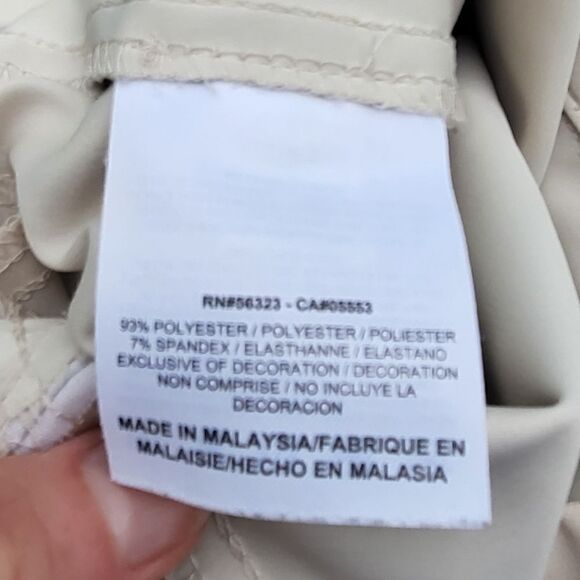 RN#56323 - CA#05553
93% POLYESTER / POLYESTER / POLIESTER
7% SPANDEX / ELASTHANNE / ELASTANO
EXCLUSIVE OF DECORATION / DECORATION
NON COMPRISE / NO INCLUYE LA
DECORACION
MADE IN MALAYSIA/FABRIQUE EN
MALAISIE/HECHO EN MALASIA